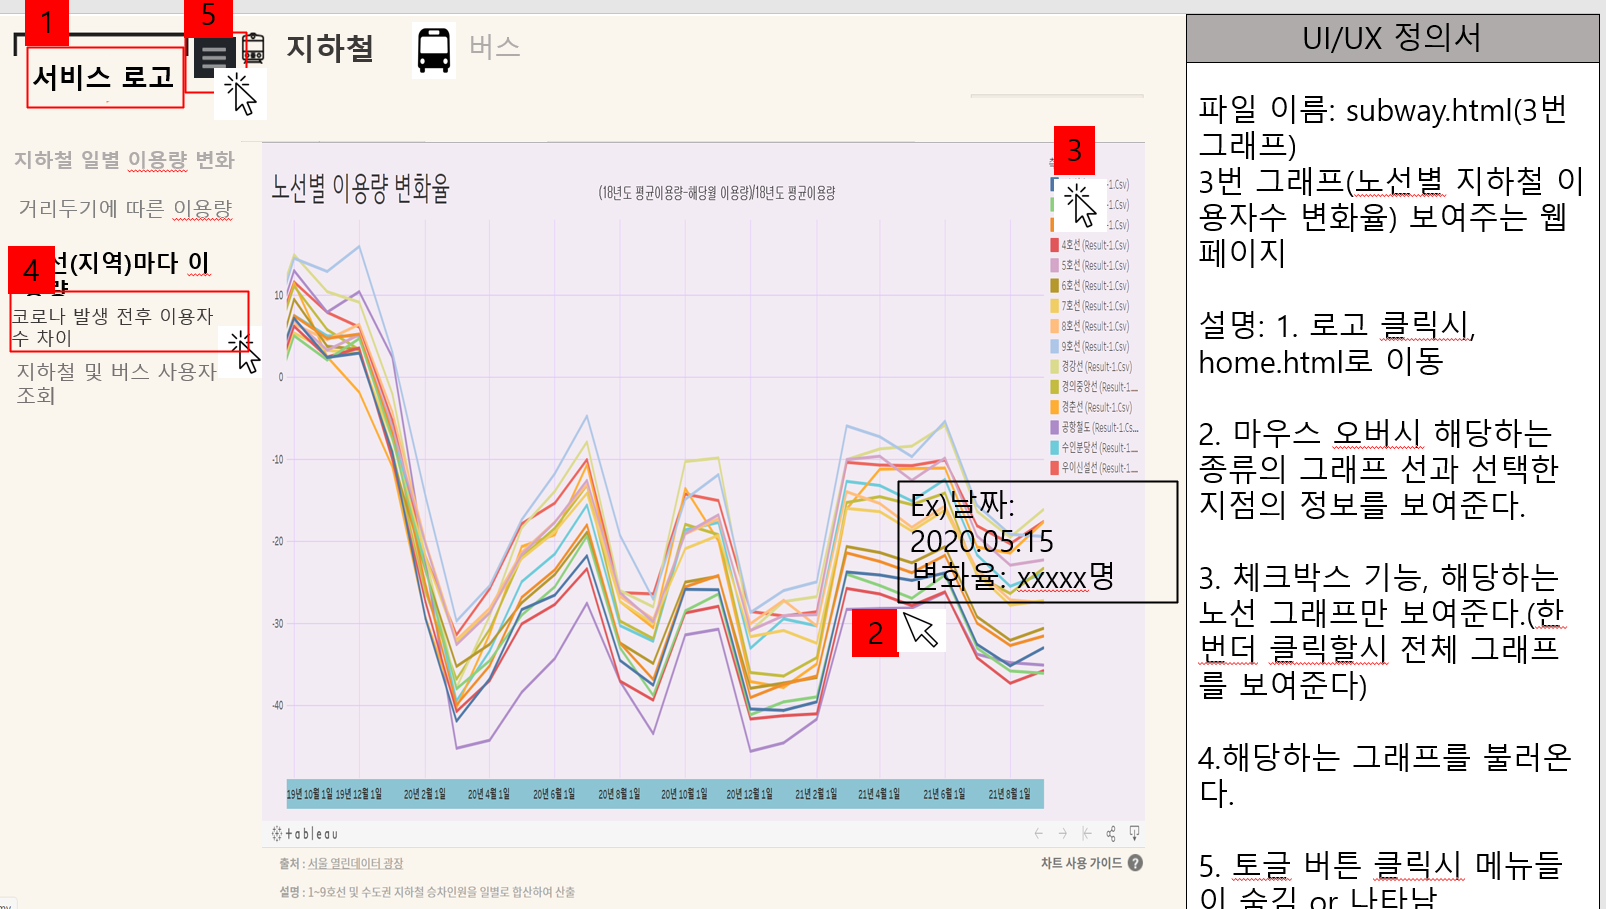 1
5
서비스 로고
지하철
버스
지하철 일별 이용량 변화
거리두기에 따른 이용량
4
선(지역)마다 이
코로나 발생 전후 이용자
수 차이
지하철 및 버스 사용자
조회
노선별 이용량 변화율
(18년도 평균이용량-해당월 이용량)/18년도 평균이용량
3
.Csv)
.Csv)
.Csv)
4호선 (Result-1.Csv)
5호선 (Result-1.Csv)
6호선 (Result-1.Csv)
7호선 (Result-1.Csv)
8호선 (Result-1.Csv)
9호선 (Result-1.Csv)
경강선 (Result-1.Csv)
경의중앙선 (Result-1....
경춘선 (Result-1.Csv)
공항철도 (Result-1.Cs...
수인분당선 (Result-1....
우이신설선 (Result-1....
10
0
-10
-20
-30
-40
Ex)날짜:
2020.05.15
변화율: xxxxx명
2
19년 10월 1일 19년 12월 1일 20년 2월 1일 20년 4월 1일 20년 6월 1일 20년 8월 1일 20년 10월 1일 20년 12월 1일 21년 2월 1일 21년 4월 1일 21년 6월 1일 21년 8월 1일
+ableau
출처 : 서울 열린데이터 광장
차트 사용 가이드 ?
설명 : 1~9호선 및 수도권 지하철 승차인원을 일별로 합산하여 산출
UI/UX 정의서
파일 이름: subway.html(3번
그래프)
3번 그래프(노선별 지하철 이
용자수 변화율) 보여주는 웹
페이지
설명: 1. 로고 클릭시,
home.html로 이동
2. 마우스 오버시 해당하는
종류의 그래프 선과 선택한
지점의 정보를 보여준다.
3. 체크박스 기능, 해당하는
노선 그래프만 보여준다.(한
번더 클릭할시 전체 그래프
를 보여준다)
4.해당하는 그래프를 불러온
다.
5. 토글 버튼 클릭시 메뉴들
이 숨김 or 나타남